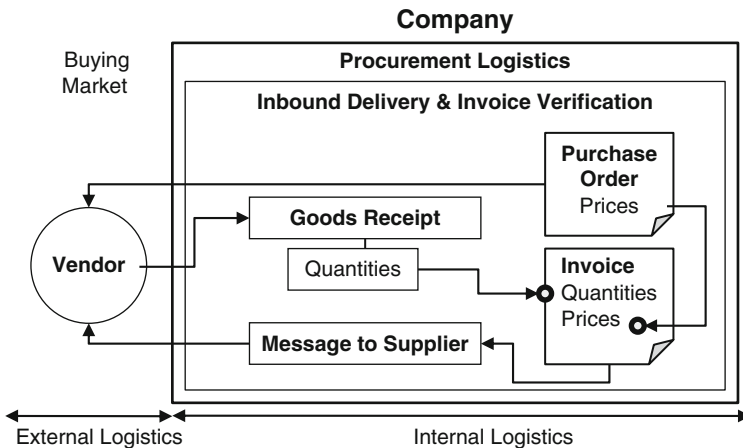 Company
Buying
Market
Procurement Logistics
Inbound Delivery & Invoice Verification
Purchase
Order
Prices
Goods Receipt
Vendor
Quantities
Invoice
Quantities
Prices
Message to Supplier
External Logistics
Internal Logistics